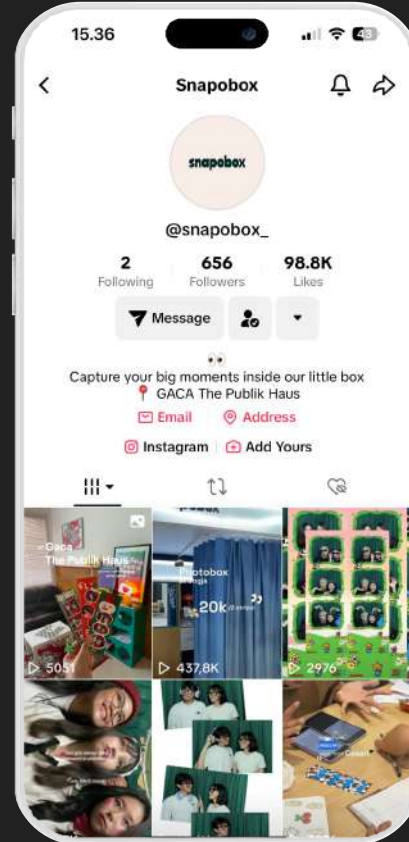 15.36
43
Snapobox
snapobox
@snapobox_
2 656 98.8K
Following Followers Likes
Message
Capture your big moments inside our little box
GACA The Publik Haus
Email Address
Instagram Add Yours
Gaca
The Publik Haus
Photobox
20k
5051
437,8K
2976